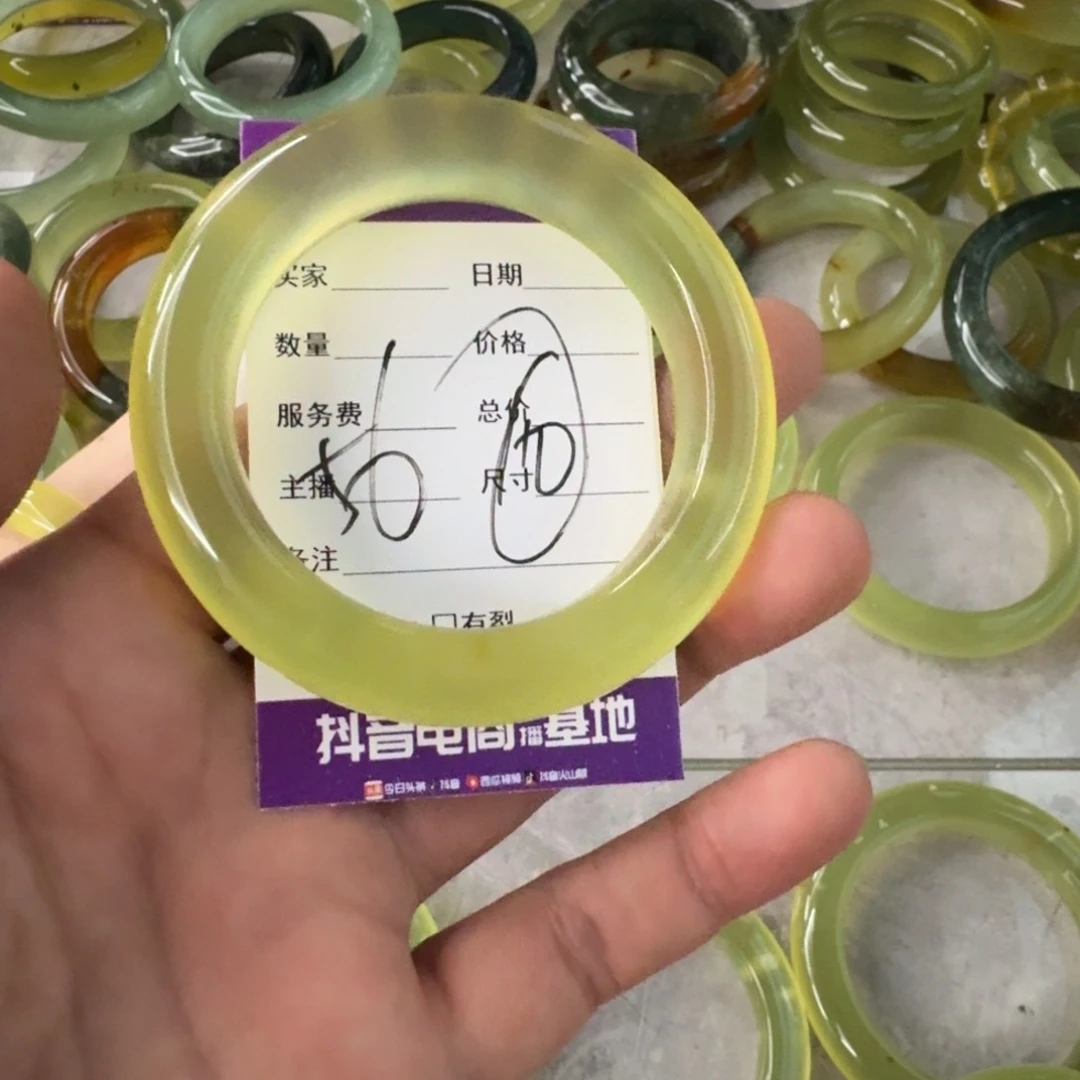 买家 日期
数量 价格
服务费 总价
主播 尺寸
50
备注
口有裂
抖音电商直播基地
今日头条 抖音 西瓜视频 抖音火山版